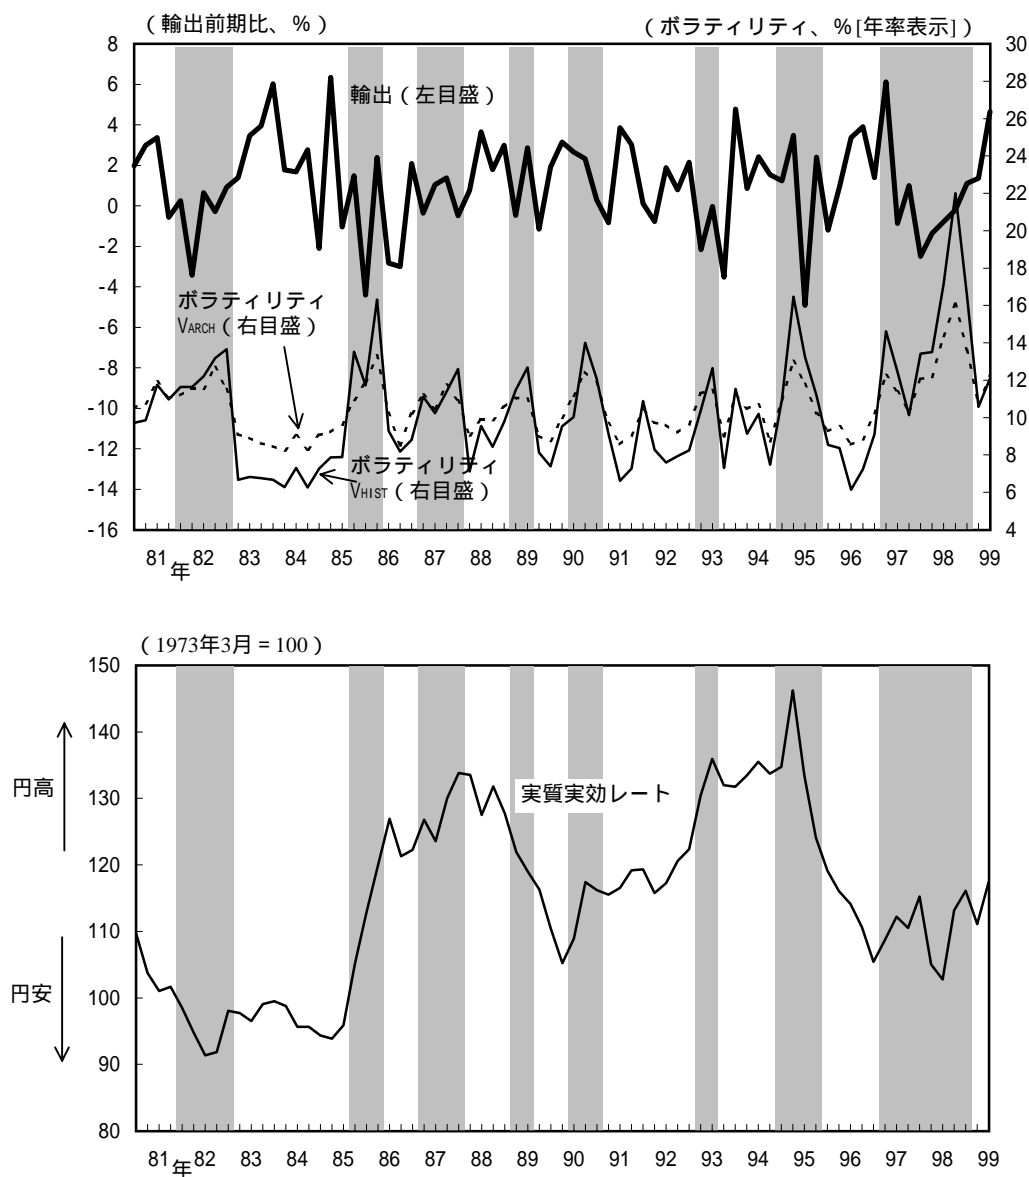 （輸出前期比、％）
（ボラティリティ、％[年率表示]）
8
6
4
2
0
-2
-4
-6
-8
-10
-12
-14
-16
30
28
26
24
22
20
18
16
14
12
10
8
6
4
輸出（左目盛）
ボラティリティ
VARCH（右目盛）
ボラティリティ
VHIST（右目盛）
81 82 83 84 85 86 87 88 89 90 91 92 93 94 95 96 97 98 99
年
（1973年3月＝100）
150
140
130
120
110
100
90
80
円高
円安
実質実効レート
81 82 83 84 85 86 87 88 89 90 91 92 93 94 95 96 97 98 99
年